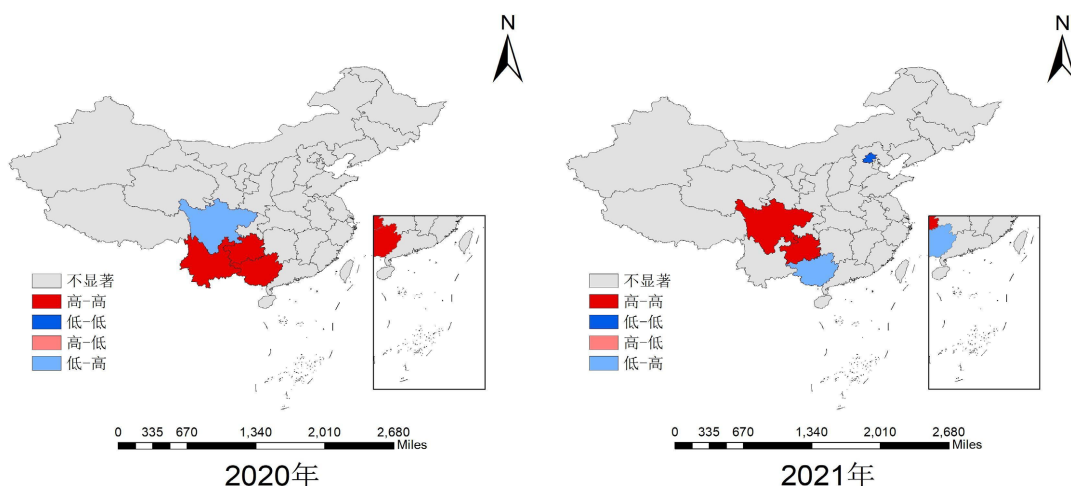 N
不显著
高-高
低-低
高-低
低-高
0 335 670 1,340 2,010 2,680
Miles
2020年
N
不显著
高-高
低-低
高-低
低-高
0 335 670 1,340 2,010 2,680
Miles
2021年